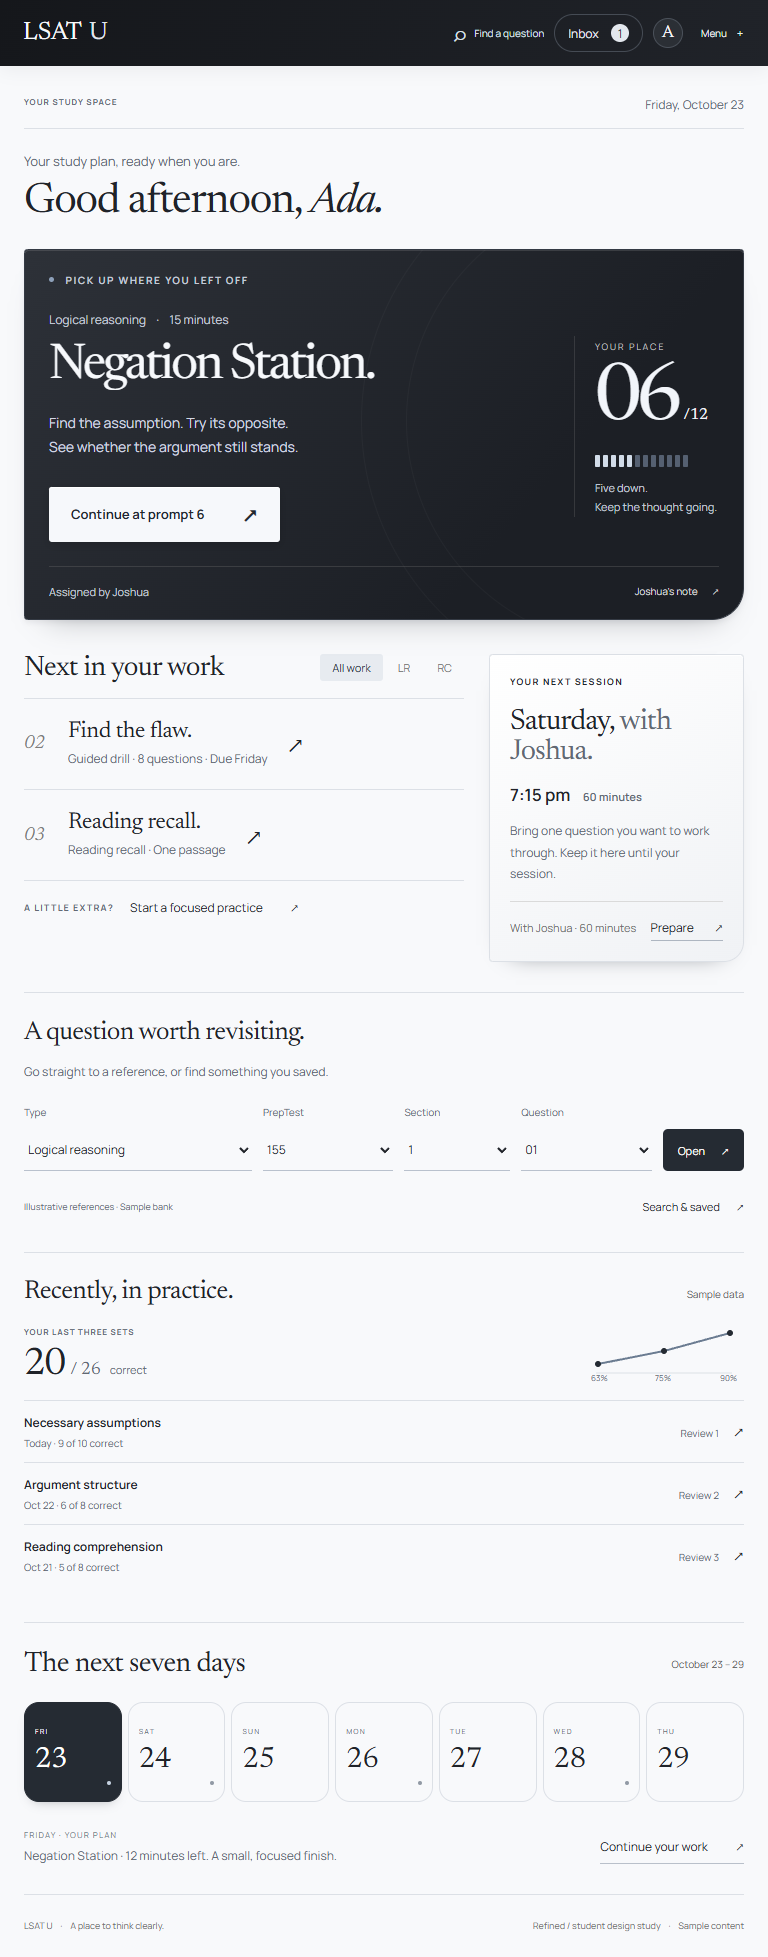 LSAT U
Find a question
Inbox 1
A
Menu +
YOUR STUDY SPACE
Friday, October 23
Your study plan, ready when you are.
Good afternoon, Ada.
PICK UP WHERE YOU LEFT OFF
Logical reasoning · 15 minutes
Negation Station.
Find the assumption. Try its opposite.
See whether the argument still stands.
Continue at prompt 6 ↗
YOUR PLACE
06 /12
Five down.
Keep the thought going.
Assigned by Joshua
Joshua's note ↗
Next in your work
All work LR RC
02 Find the flaw. ↗
Guided drill · 8 questions · Due Friday
03 Reading recall. ↗
Reading recall · One passage
A LITTLE EXTRA? Start a focused practice ↗
YOUR NEXT SESSION
Saturday, with
Joshua.
7:15 pm 60 minutes
Bring one question you want to work
through. Keep it here until your
session.
With Joshua · 60 minutes Prepare ↗
A question worth revisiting.
Go straight to a reference, or find something you saved.
Type PrepTest Section Question
Logical reasoning 155 1 01 Open ↗
Illustrative references · Sample bank
Search & saved ↗
Recently, in practice.
Sample data
YOUR LAST THREE SETS
20 / 26 correct
63% 75% 90%
Necessary assumptions
Today · 9 of 10 correct
Review 1 ↗
Argument structure
Oct 22 · 6 of 8 correct
Review 2 ↗
Reading comprehension
Oct 21 · 5 of 8 correct
Review 3 ↗
The next seven days
October 23 – 29
FRI SAT SUN MON TUE WED THU
23 24 25 26 27 28 29
FRIDAY · YOUR PLAN
Negation Station · 12 minutes left. A small, focused finish.
Continue your work ↗
LSAT U · A place to think clearly.
Refined / student design study · Sample content